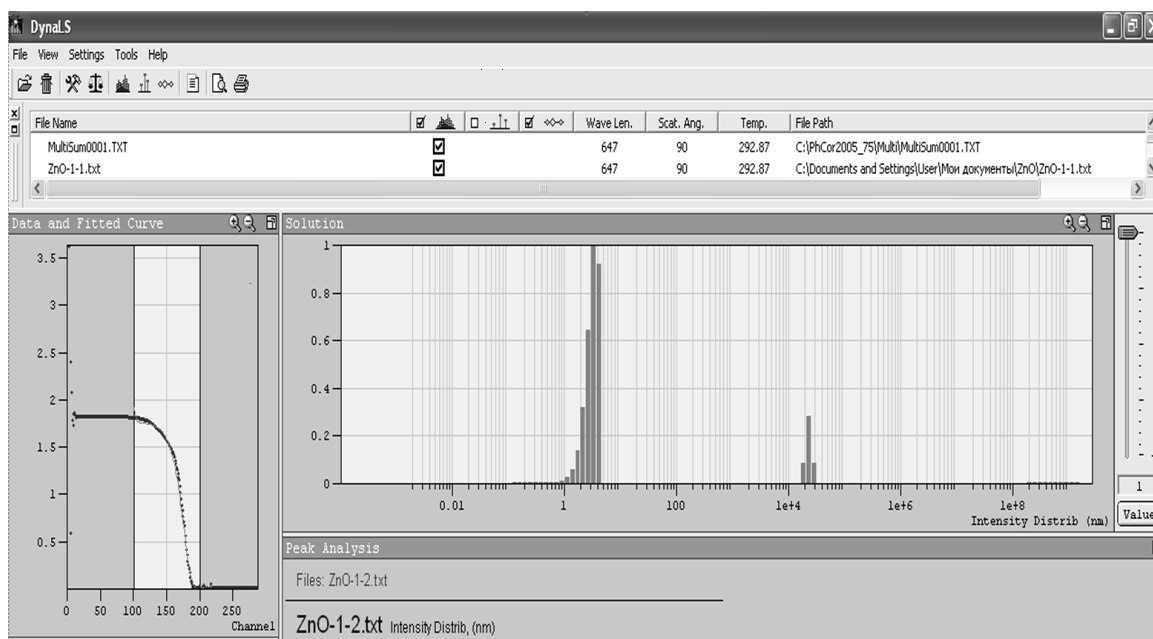 DynaLS
File View Settings Tools Help
File Name Wave Len. Scat. Ang. Temp. File Path
MultiSum0001.TXT 647 90 292.87 C:\PhCor2005_75\Multi\MultiSum0001.TXT
ZnO-1-1.txt 647 90 292.87 C:\Documents and Settings\User\Мои документы\ZnO\ZnO-1-1.txt
Data and Fitted Curve
3.5
3
2.5
2
1.5
1
0.5
0 50 100 150 200 250
Channel
Solution
1
0.8
0.6
0.4
0.2
0
0.01 1 100 1e+4 1e+6 1e+8
Intensity Distrib (nm)
1
Value
Peak Analysis
Files: ZnO-1-2.txt
ZnO-1-2.txt Intensity Distrib, (nm)